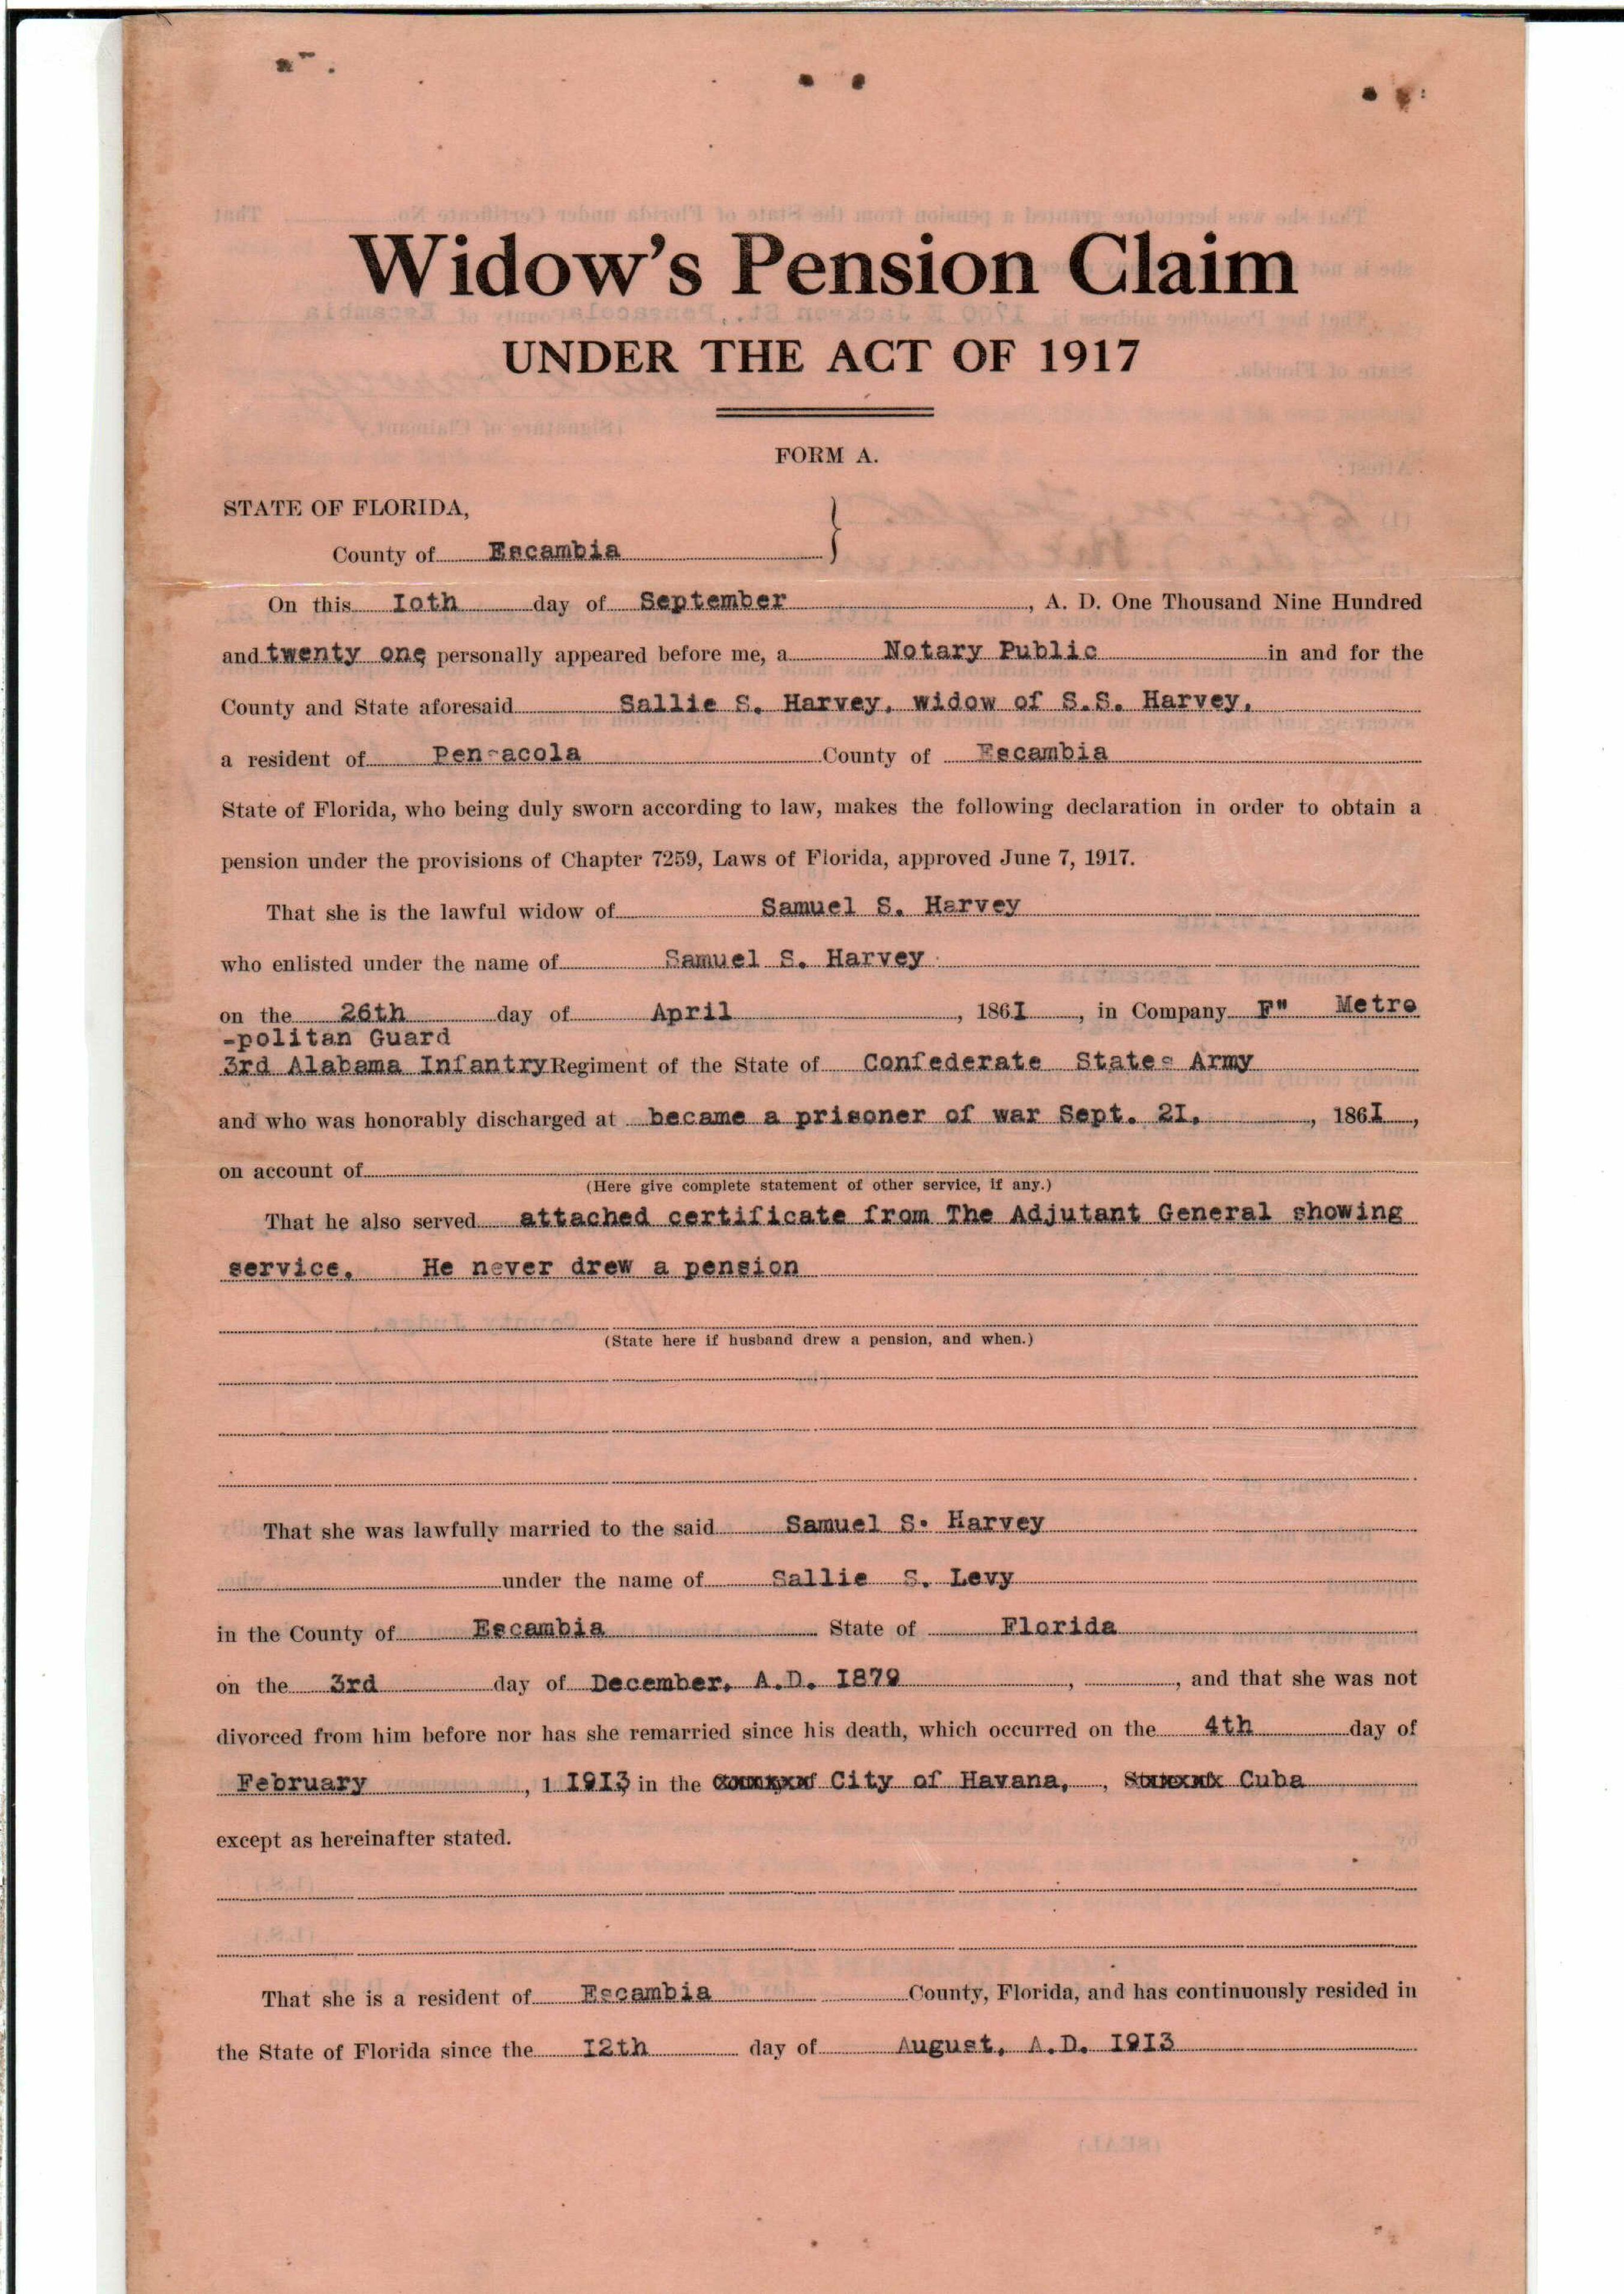 Widow's Pension Claim
UNDER THE ACT OF 1917
FORM A.
STATE OF FLORIDA,
County of Escambia }
On this Ioth day of September, A. D. One Thousand Nine Hundred
and twenty one personally appeared before me, a Notary Public in and for the
County and State aforesaid Sallie S. Harvey, widow of S.S. Harvey,
a resident of Pensacola County of Escambia
State of Florida, who being duly sworn according to law, makes the following declaration in order to obtain a
pension under the provisions of Chapter 7259, Laws of Florida, approved June 7, 1917.
That she is the lawful widow of Samuel S. Harvey
who enlisted under the name of Samuel S. Harvey
on the 26th day of April, 186I, in Company F" Metro
-politan Guard
3rd Alabama Infantry Regiment of the State of Confederate States Army
and who was honorably discharged at became a prisoner of war Sept. 2I, , 186I,
on account of
(Here give complete statement of other service, if any.)
That he also served attached certificate from The Adjutant General showing
service. He never drew a pension
(State here if husband drew a pension, and when.)
That she was lawfully married to the said Samuel S. Harvey
under the name of Sallie S. Levy
in the County of Escambia State of Florida
on the 3rd day of December, A.D. I879 , , and that she was not
divorced from him before nor has she remarried since his death, which occurred on the 4th day of
February, 1 I9I3 in the City of Havana, , Cuba
except as hereinafter stated.
That she is a resident of Escambia County, Florida, and has continuously resided in
the State of Florida since the I2th day of August, A.D. I9I3